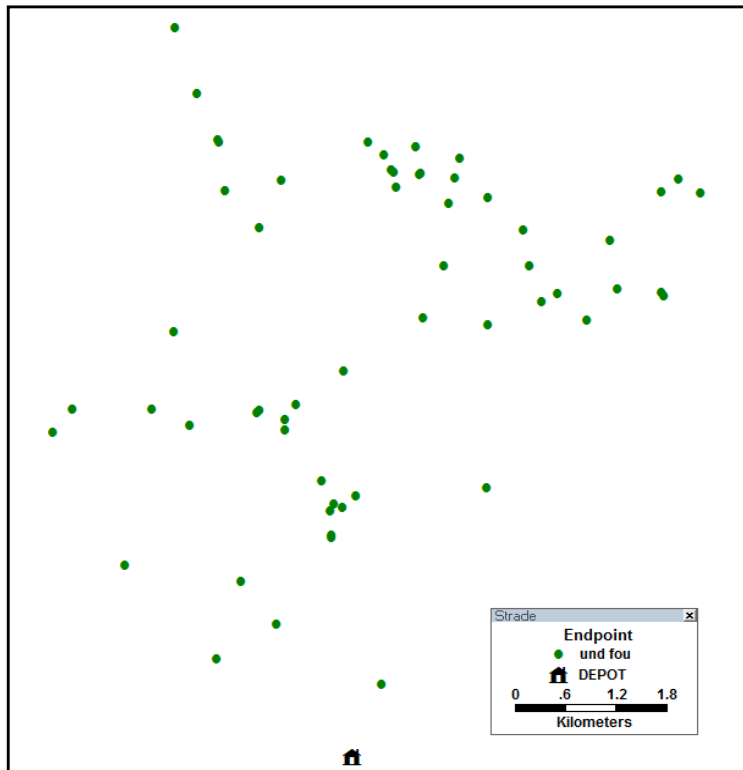 Strade
Endpoint
und fou
DEPOT
0 .6 1.2 1.8
Kilometers